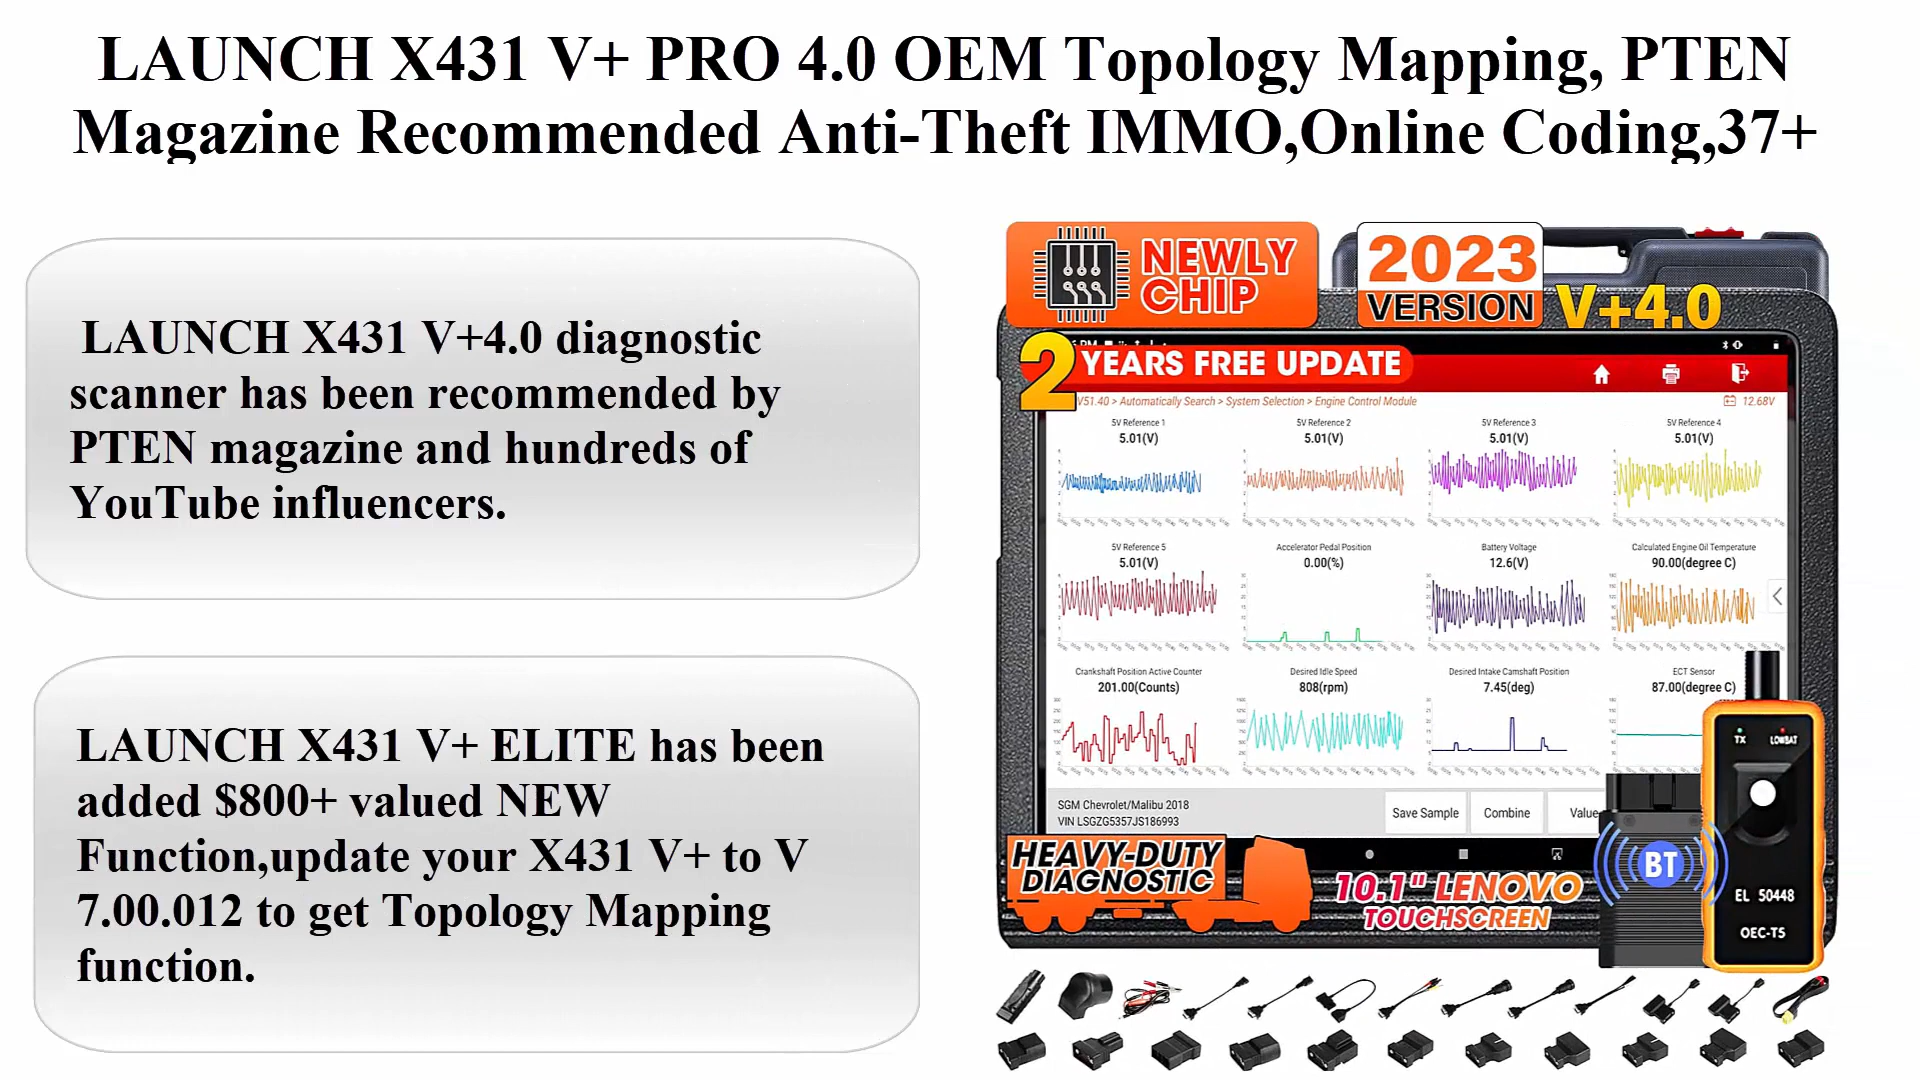 LAUNCH X431 V+ PRO 4.0 OEM Topology Mapping, PTEN
Magazine Recommended Anti-Theft IMMO,Online Coding,37+
LAUNCH X431 V+4.0 diagnostic
scanner has been recommended by
PTEN magazine and hundreds of
YouTube influencers.
LAUNCH X431 V+ ELITE has been
added $800+ valued NEW
Function,update your X431 V+ to V
7.00.012 to get Topology Mapping
function.
NEWLY
CHIP
2023
VERSION
V+4.0
2 YEARS FREE UPDATE
V51.40 > Automatically Search > System Selection > Engine Control Module
12.68V
5V Reference 1
5.01(V)
5V Reference 2
5.01(V)
5V Reference 3
5.01(V)
5V Reference 4
5.01(V)
5V Reference 5
5.01(V)
Accelerator Pedal Position
0.00(%)
Battery Voltage
12.6(V)
Calculated Engine Oil Temperature
90.00(degree C)
Crankshaft Position Active Counter
201.00(Counts)
Desired Idle Speed
808(rpm)
Desired Intake Camshaft Position
7.45(deg)
ECT Sensor
87.00(degree C)
SGM Chevrolet/Malibu 2018
VIN LSGZG5357JS186993
Save Sample
Combine
Value
HEAVY-DUTY
DIAGNOSTIC
10.1" LENOVO
TOUCHSCREEN
BT
TX
LOWBAT
EL 50448
OEC-T5